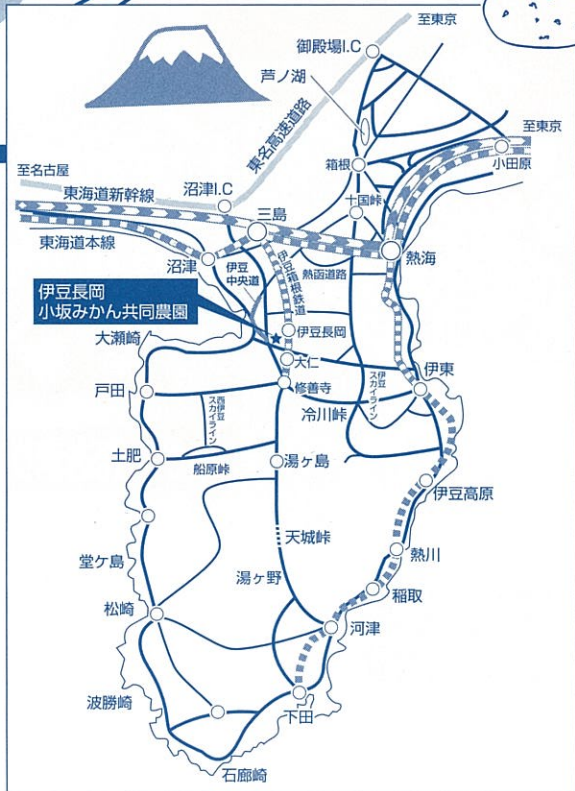 至東京
御殿場I.C
芦ノ湖
東名高速道路
至東京
小田原
箱根
至名古屋
東海道新幹線
沼津I.C
十国峠
三島
東海道本線
沼津
熱海
伊豆
中央道
伊豆箱根鉄道
熱函道路
伊豆長岡
小坂みかん共同農園
伊豆長岡
大瀬崎
大仁
伊東
戸田
修善寺
西伊豆
スカイライン
伊豆
スカイライン
冷川峠
土肥
船原峠
湯ヶ島
伊豆高原
天城峠
堂ケ島
熱川
湯ヶ野
稲取
松崎
河津
波勝崎
下田
石廊崎